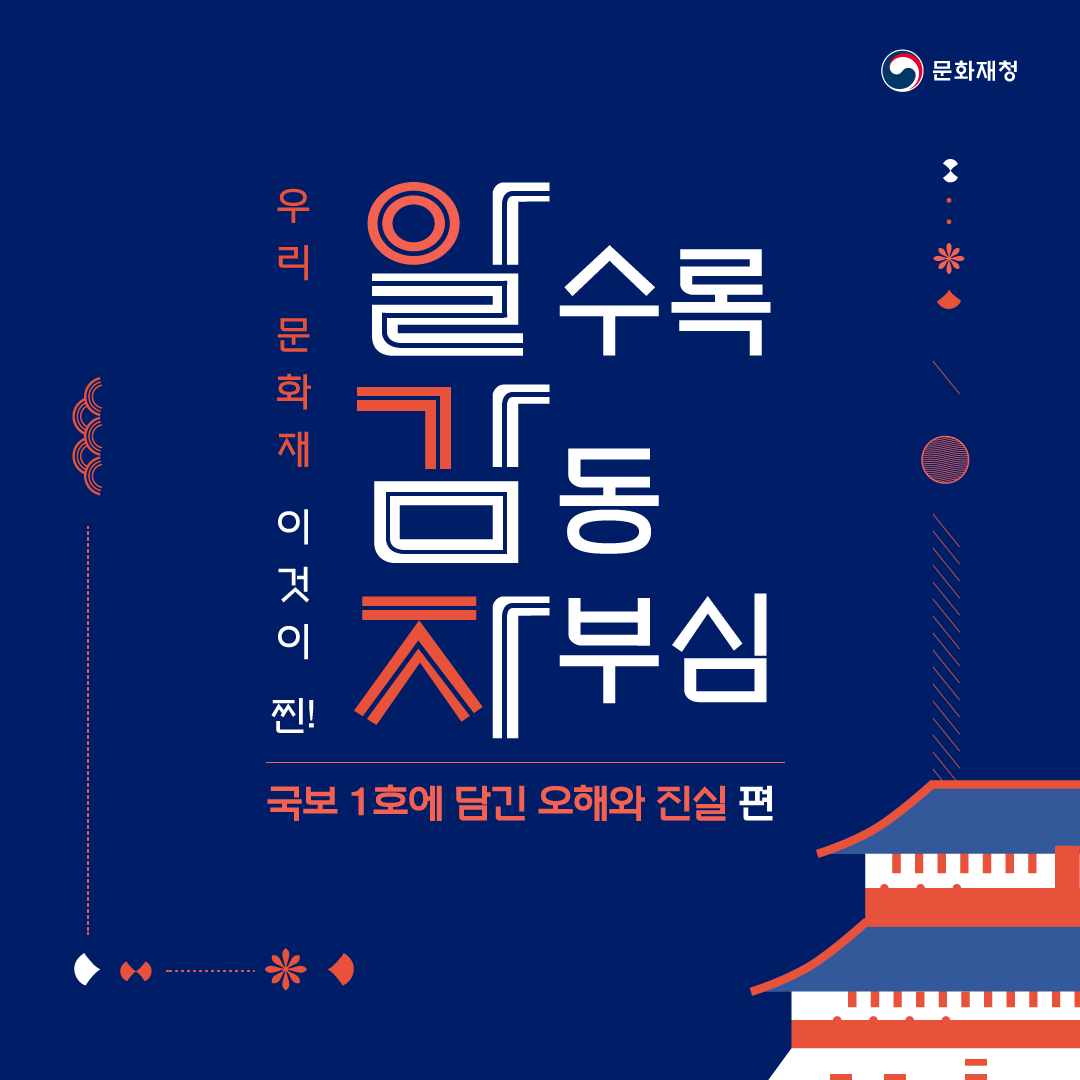 문화재청
우리 문화재 이것이 찐!
알수록
감동
자부심
국보 1호에 담긴 오해와 진실 편